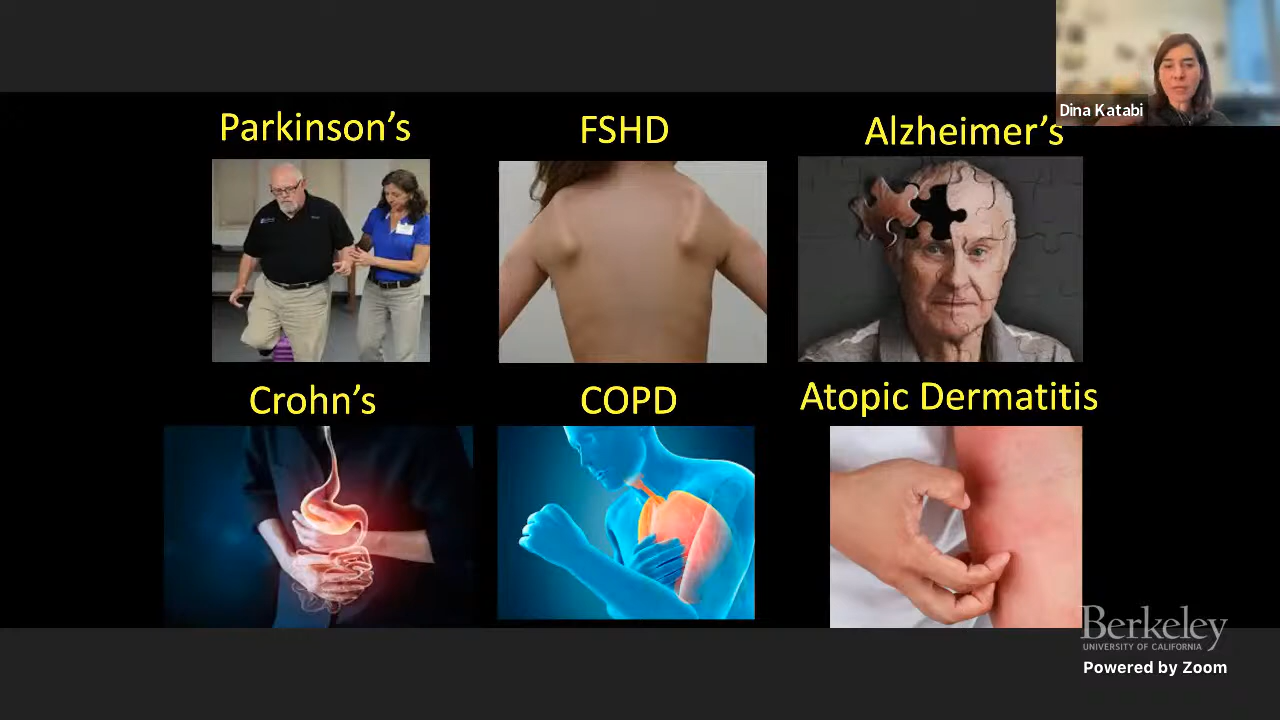 Dina Katabi
Parkinson's
FSHD
Alzheimer's
Crohn's
COPD
Atopic Dermatitis
Berkeley
UNIVERSITY OF CALIFORNIA
Powered by Zoom